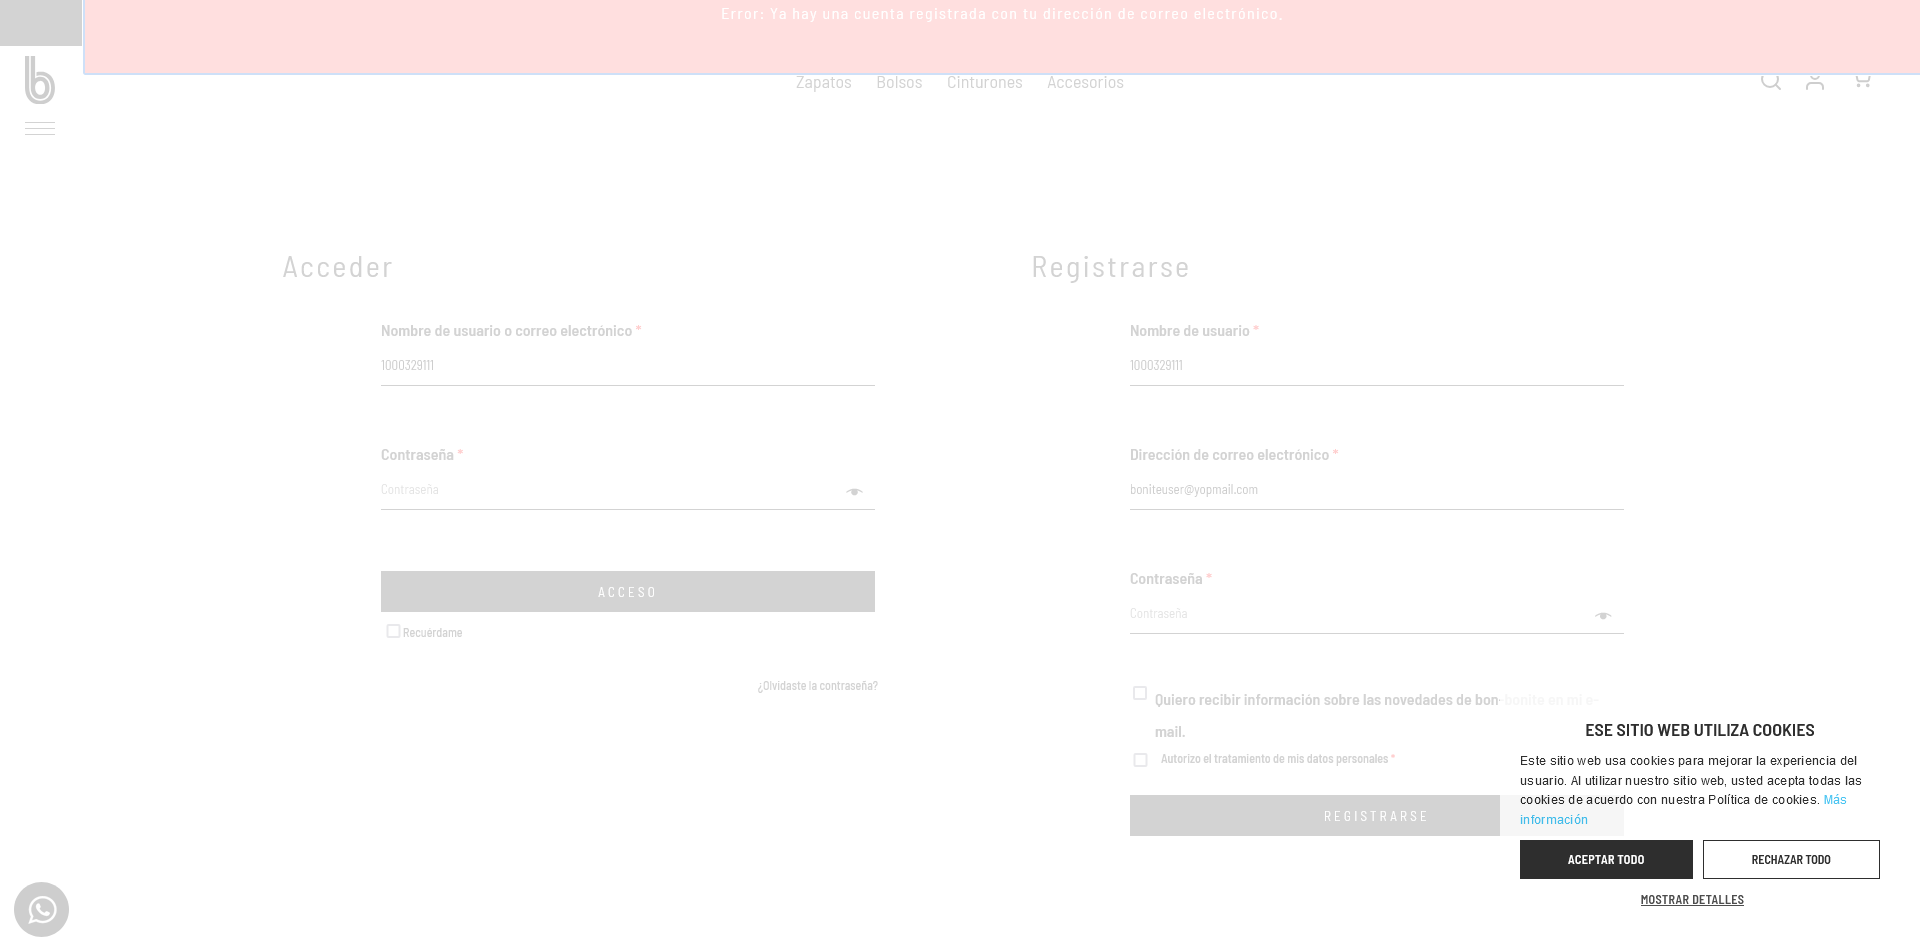 Error: Ya hay una cuenta registrada con tu dirección de correo electrónico.
b
Zapatos Bolsos Cinturones Accesorios
Acceder
Nombre de usuario o correo electrónico *
1000329111
Contraseña *
Contraseña
ACCESO
Recuérdame
¿Olvidaste la contraseña?
Registrarse
Nombre de usuario *
1000329111
Dirección de correo electrónico *
boniteuser@yopmail.com
Contraseña *
Contraseña
Quiero recibir información sobre las novedades de bon-bonite en mi e-
mail.
Autorizo el tratamiento de mis datos personales *
REGISTRARSE
ESE SITIO WEB UTILIZA COOKIES
Este sitio web usa cookies para mejorar la experiencia del
usuario. Al utilizar nuestro sitio web, usted acepta todas las
cookies de acuerdo con nuestra Política de cookies. Más
información
ACEPTAR TODO
RECHAZAR TODO
MOSTRAR DETALLES